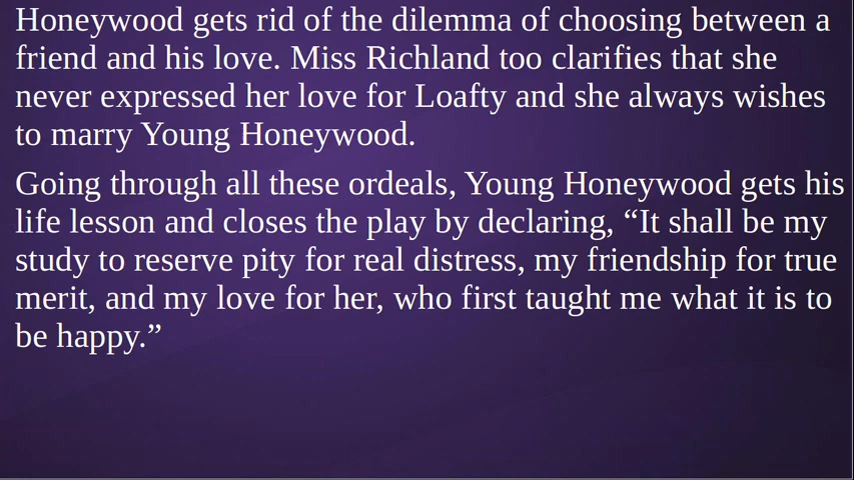 Honeywood gets rid of the dilemma of choosing between a
friend and his love. Miss Richland too clarifies that she
never expressed her love for Loafty and she always wishes
to marry Young Honeywood.
Going through all these ordeals, Young Honeywood gets his
life lesson and closes the play by declaring, “It shall be my
study to reserve pity for real distress, my friendship for true
merit, and my love for her, who first taught me what it is to
be happy.”